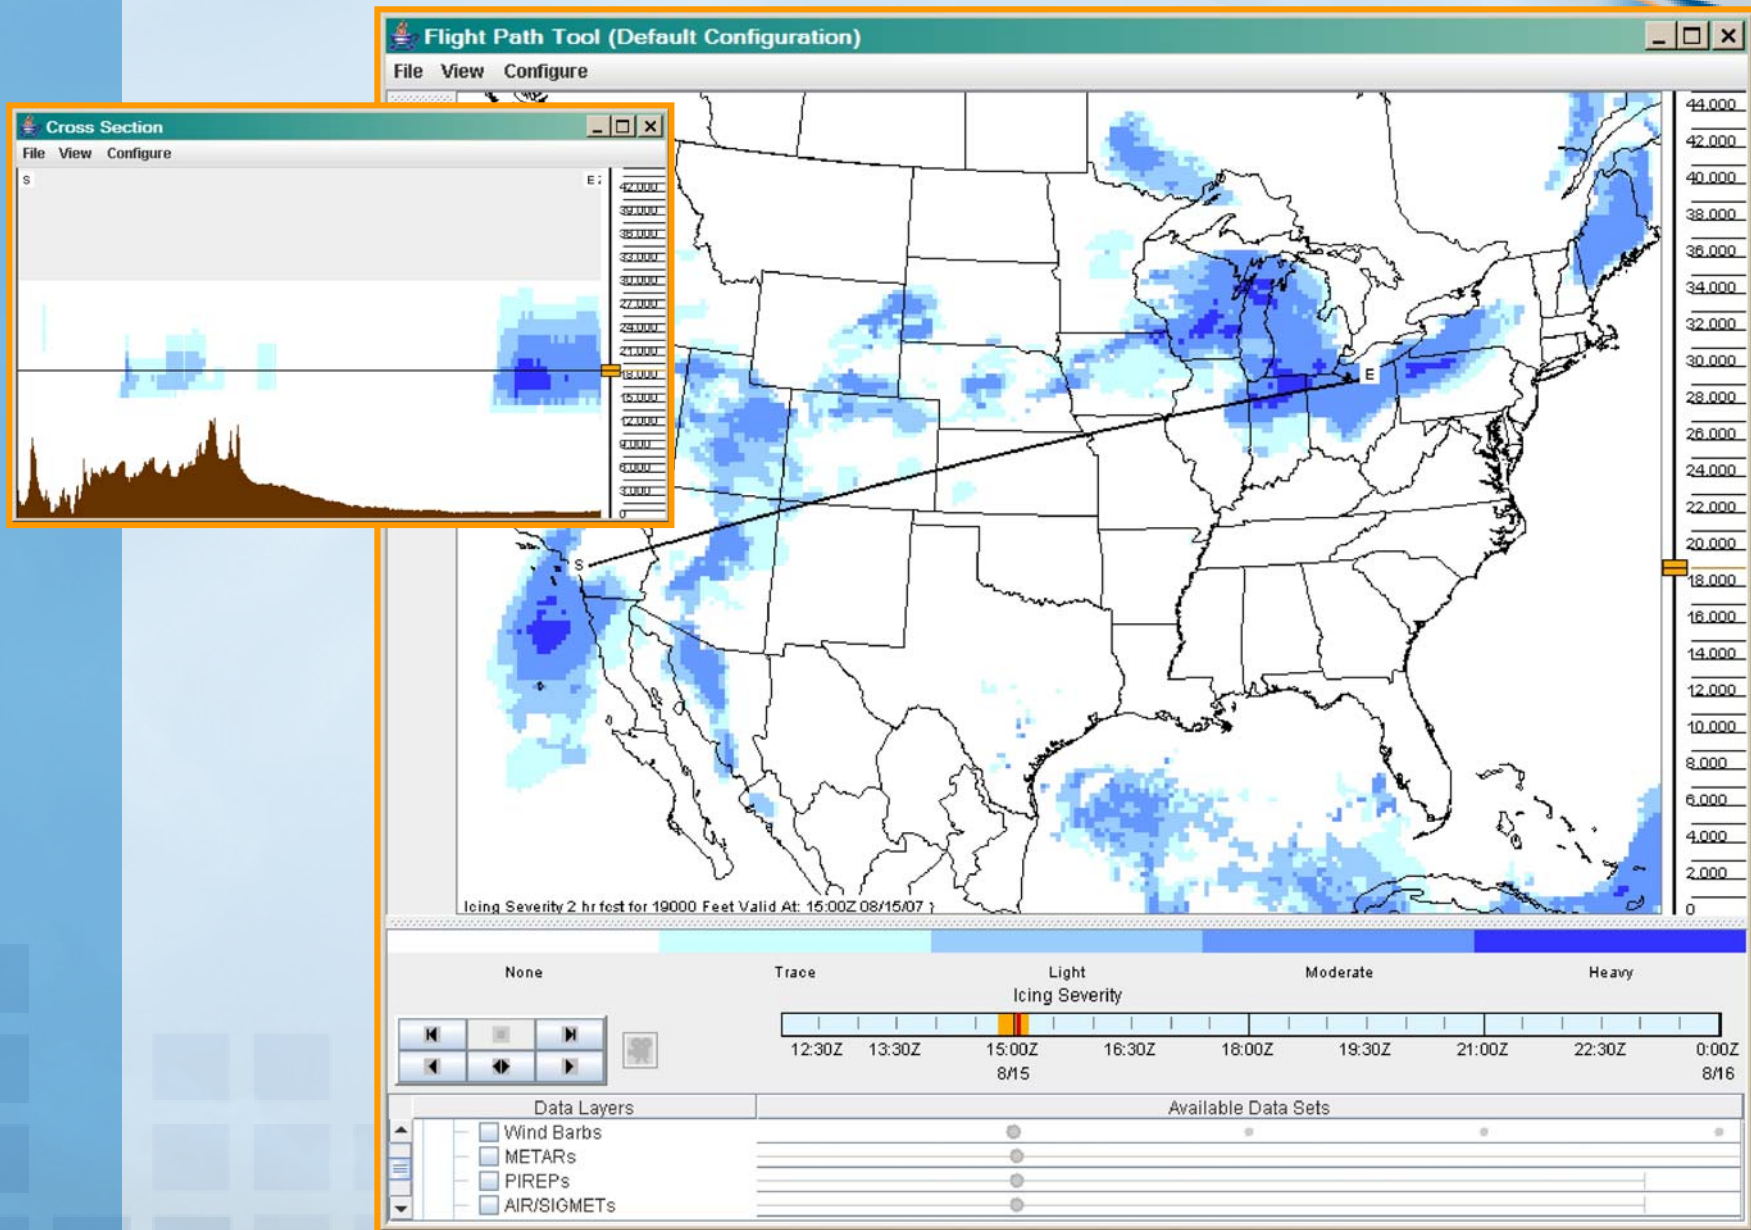 Flight Path Tool (Default Configuration)
File View Configure
Cross Section
File View Configure
S
E
42,000
39,000
36,000
33,000
30,000
27,000
24,000
21,000
18,000
15,000
12,000
9,000
6,000
3,000
0
44,000
42,000
40,000
38,000
36,000
34,000
32,000
30,000
28,000
26,000
24,000
22,000
20,000
18,000
16,000
14,000
12,000
10,000
8,000
6,000
4,000
2,000
0
E
S
Icing Severity 2 hr fcst for 19000 Feet Valid At: 15:00Z 08/15/07
None Trace Light Moderate Heavy
Icing Severity
12:30Z 13:30Z 15:00Z 16:30Z 18:00Z 19:30Z 21:00Z 22:30Z 0:00Z
8/15 8/16
Data Layers Available Data Sets
Wind Barbs
METARs
PIREPs
AIR/SIGMETs